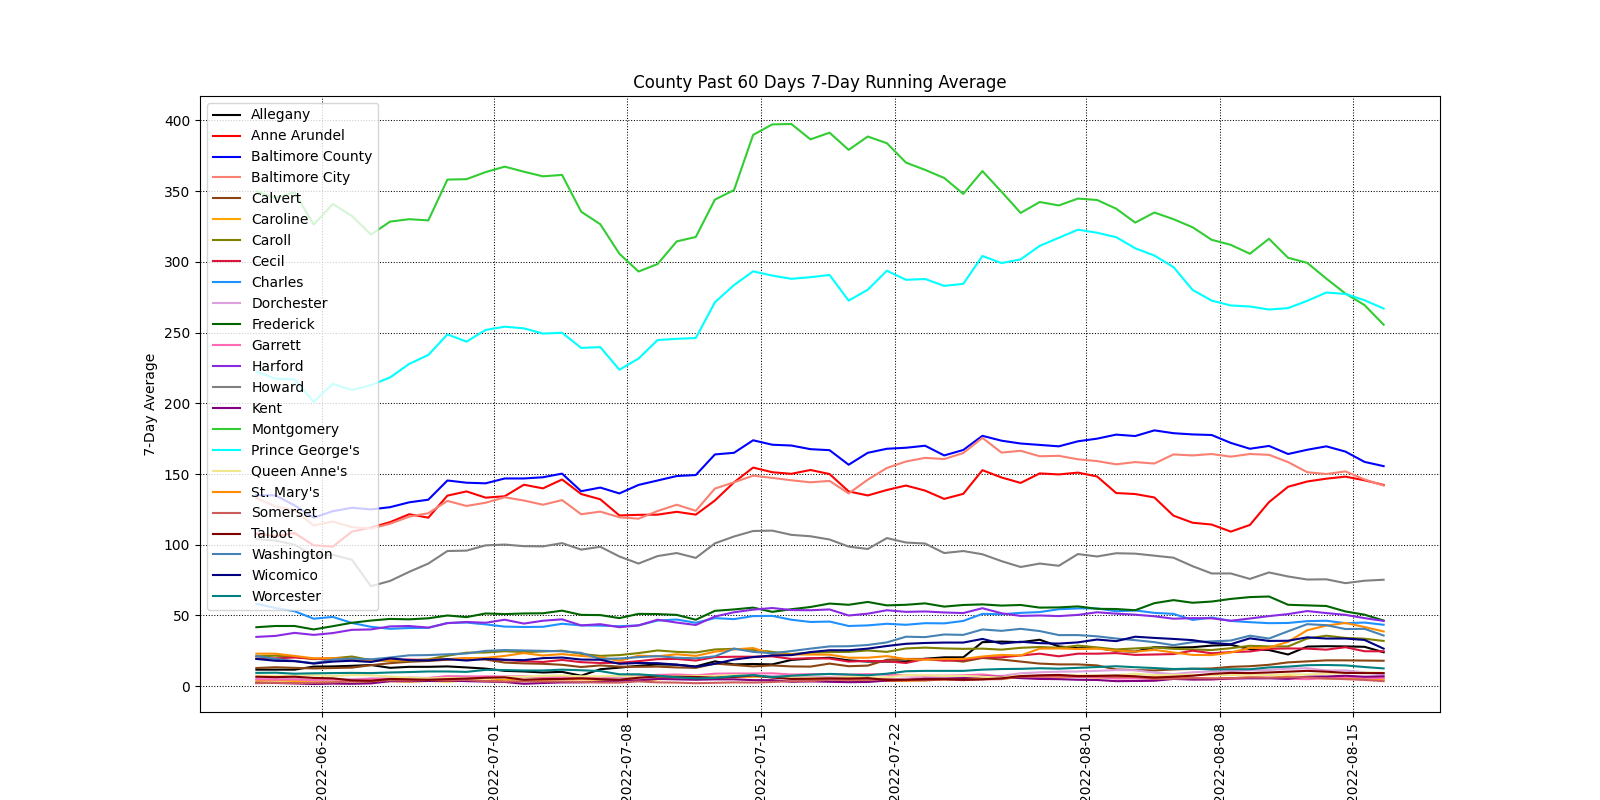 County Past 60 Days 7-Day Running Average
7-Day Average
400
350
300
250
200
150
100
50
0
Allegany
Anne Arundel
Baltimore County
Baltimore City
Calvert
Caroline
Caroll
Cecil
Charles
Dorchester
Frederick
Garrett
Harford
Howard
Kent
Montgomery
Prince George's
Queen Anne's
St. Mary's
Somerset
Talbot
Washington
Wicomico
Worcester
2022-06-22
2022-07-01
2022-07-08
2022-07-15
2022-07-22
2022-08-01
2022-08-08
2022-08-15